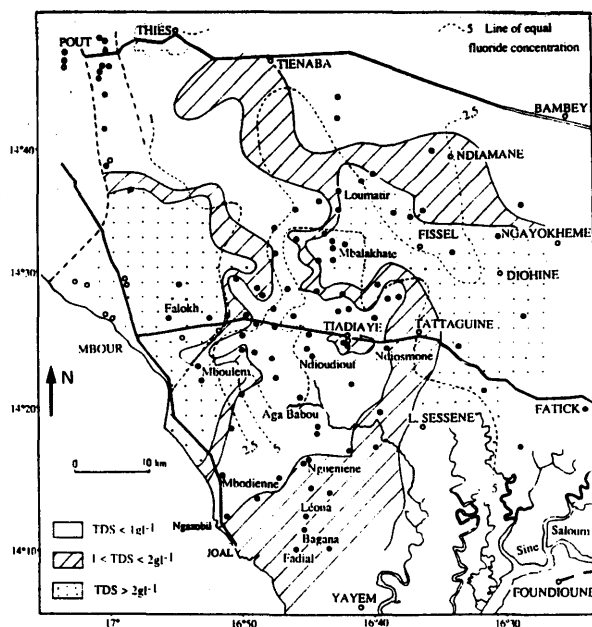 THIES
POUT
5 Line of equal
fluoride concentration
TIENABA
BAMBEY
2,5
14°40
NDIAMANE
Loumatir
Mbalakhate
FISSEL
NGAYOKHEME
14°30
DIOHINE
Falokh
TIADIAYE
TATTAGUINE
MBOUR
Mboulem
Ndioudiouf
Ndiosmone
N
14°20
Aga Babou
L. SESSENE
FATICK
2,5
5
0 10 km
Ngueniene
Mbodienne
5
TDS < 1gl-1
Léona
Ngazobil
Saloum
1 < TDS < 2gl-1
JOAL
Bagana
Sine
14°10
Fadial
TDS > 2gl-1
YAYEM
FOUNDIOUNE
17° 16°50 16°40 16°30